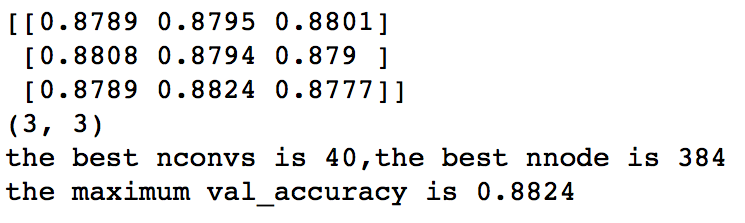 [[0.8789 0.8795 0.8801]
 [0.8808 0.8794 0.879 ]
 [0.8789 0.8824 0.8777]]
(3, 3)
the best nconvs is 40,the best nnode is 384
the maximum val_accuracy is 0.8824